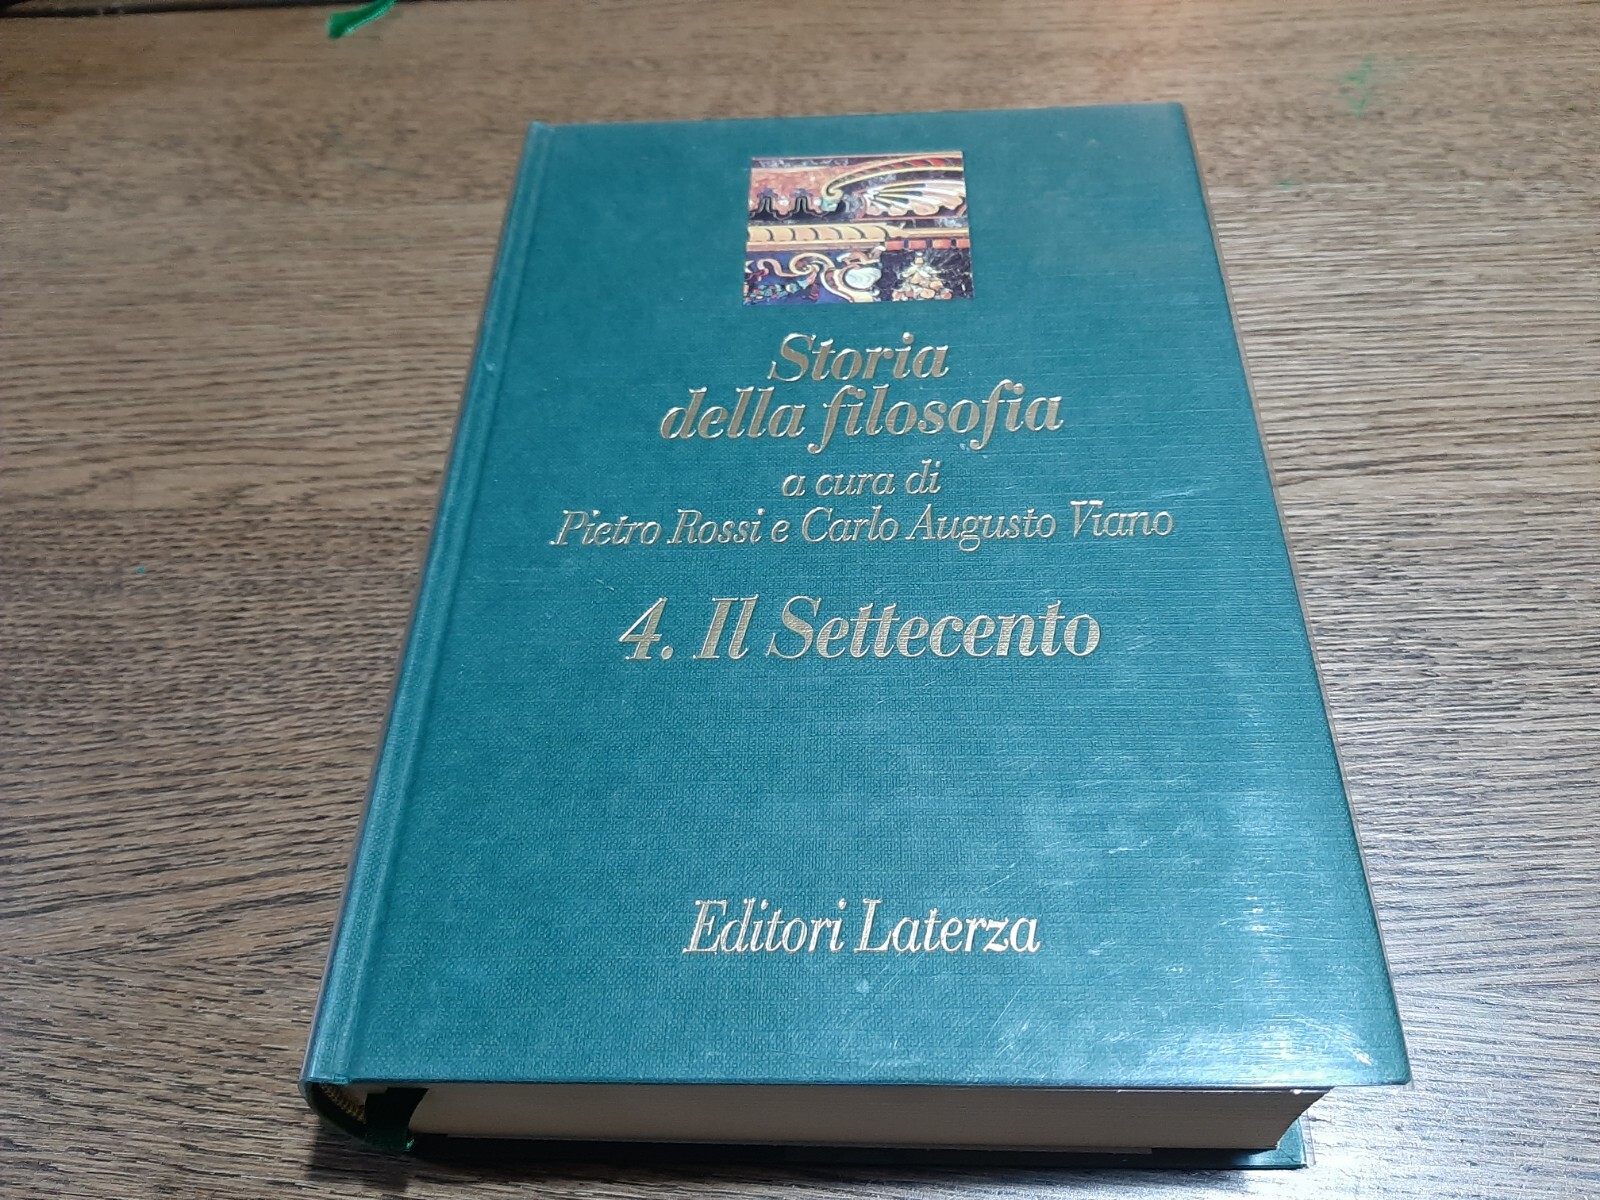 Storia
della filosofia
a cura di
Pietro Rossi e Carlo Augusto Viano
4. Il Settecento
Editori Laterza